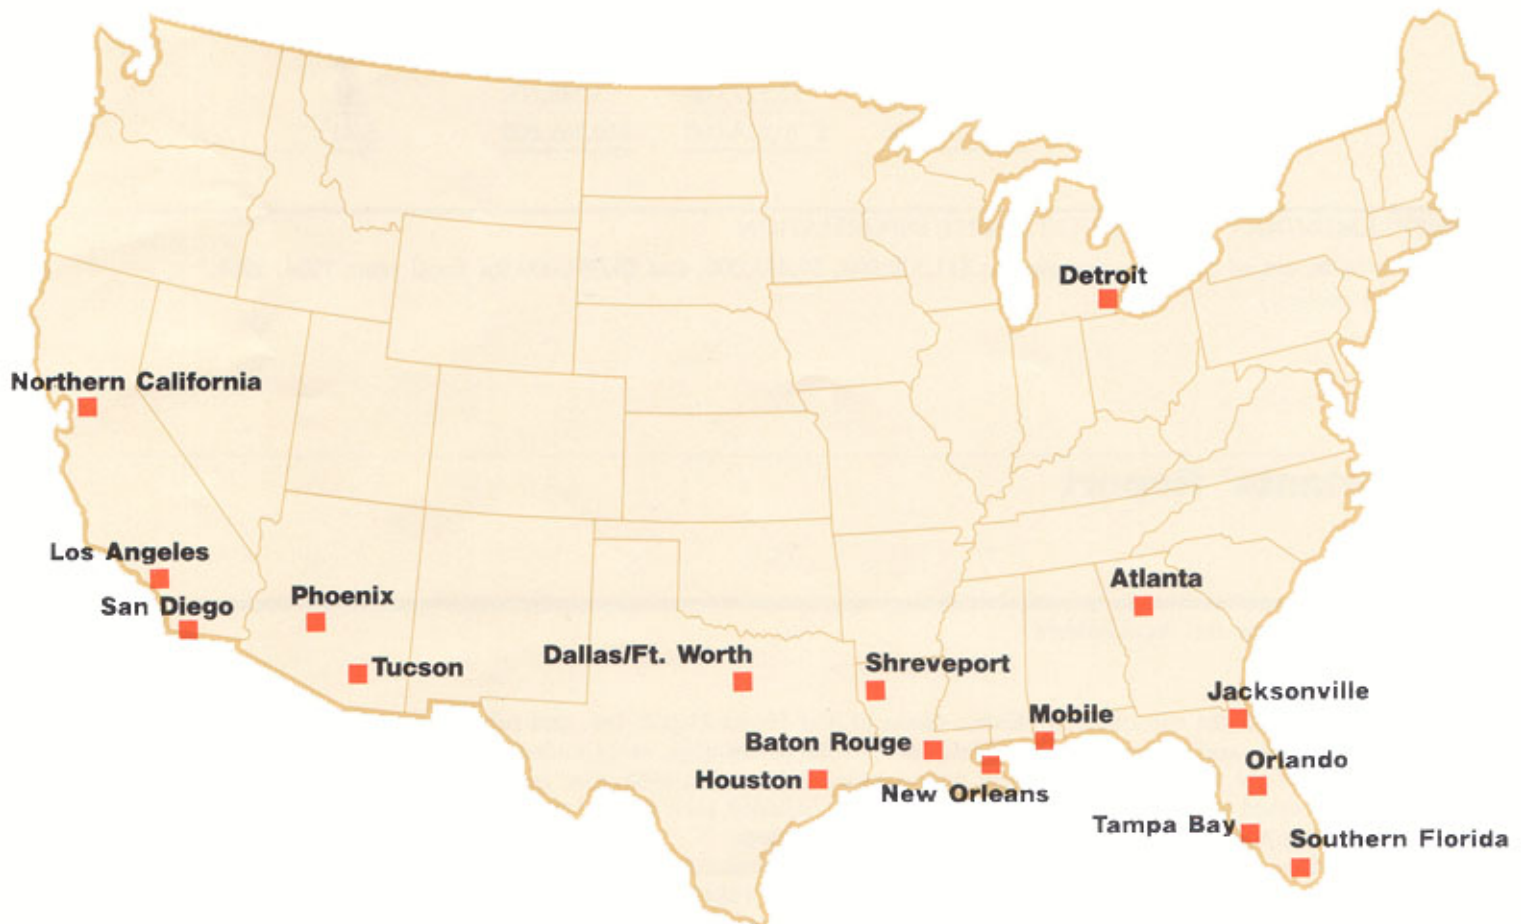 Detroit
Northern California
Los Angeles
San Diego
Phoenix
Tucson
Atlanta
Dallas/Ft. Worth
Shreveport
Jacksonville
Mobile
Baton Rouge
Orlando
Houston
New Orleans
Tampa Bay
Southern Florida